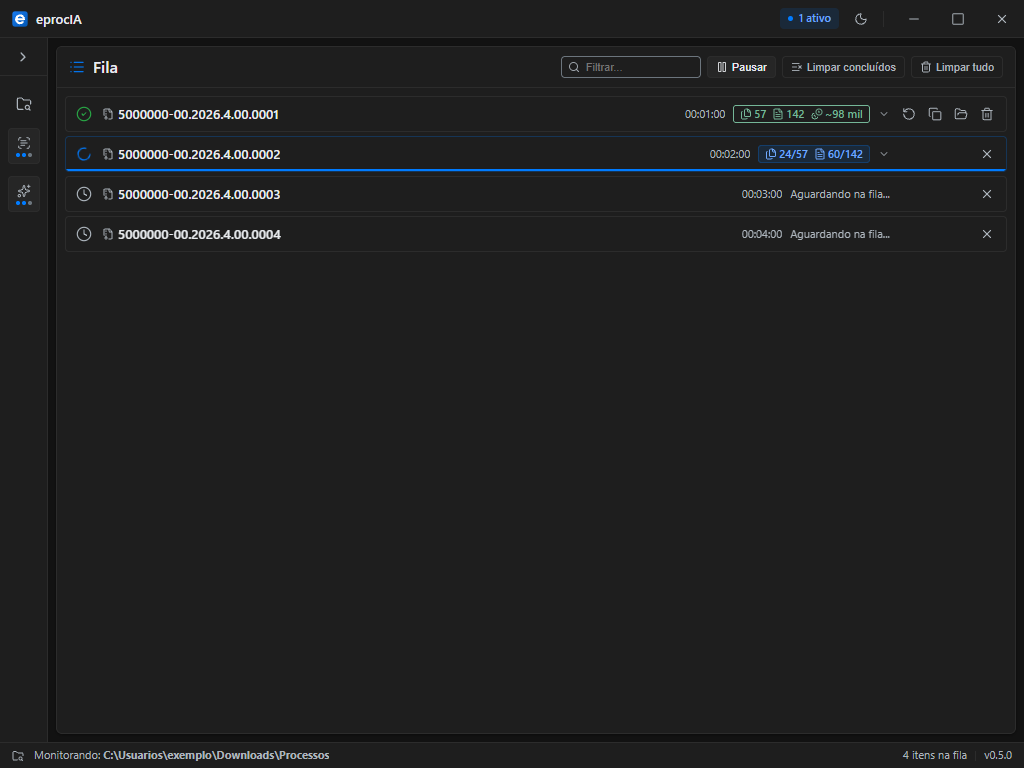 eprocIA
1 ativo
Fila
Filtrar...
Pausar
Limpar concluídos
Limpar tudo
5000000-00.2026.4.00.0001 00:01:00 57 142 ~98 mil
5000000-00.2026.4.00.0002 00:02:00 24/57 60/142
5000000-00.2026.4.00.0003 00:03:00 Aguardando na fila...
5000000-00.2026.4.00.0004 00:04:00 Aguardando na fila...
Monitorando: C:\Usuarios\exemplo\Downloads\Processos
4 itens na fila
v0.5.0